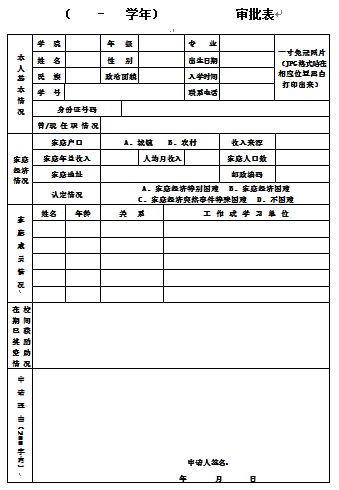 ( - 学年) 审批表
本人基本情况
学 院 年 级 专 业
姓 名 性 别 出生日期
民 族 政治面貌 入学时间
学 号 联系电话
一寸免冠照片
(JPG格式贴在
相应位置黑白
打印出来)
身份证号码
曾/现任职情况
家庭经济情况
家庭户口 A、城镇 B、农村 收入来源
家庭年总收入 人均月收入 家庭人口数
家庭地址 邮政编码
认定情况 A、家庭经济特别困难 B、家庭经济困难
C、家庭经济突然事件特殊困难 D、不困难
家庭成员情况
姓名 年龄 关 系 工作或学习单位
在校期间已获奖励资助情况
申请理由(200字内)
申请人签名:
年 月 日